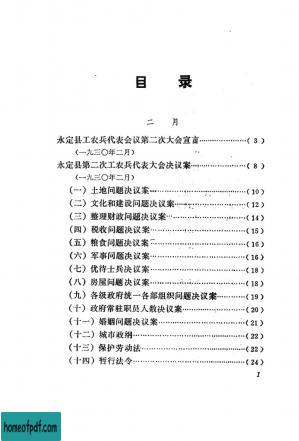 目录
二月
永定县工农兵代表会议第二次大会宣言……………( 3 )
(一九三〇年二月)
永定县第二次工农兵代表大会决议案……………( 8 )
(一九三〇年二月)
(一)土地问题决议案……………(10)
(二)文化和建设问题决议案……………(12)
(三)整理财政问题决议案……………(14)
(四)税收问题决议案……………(15)
(五)粮食问题决议案……………(16)
(六)军事问题决议案……………(16)
(七)优待士兵决议案……………(18)
(八)房屋问题决议案……………(18)
(九)各级政府统一各部组织问题决议案……………(19)
(十)政府常驻职员人数决议案……………(20)
(十一)婚姻问题决议案……………(21)
(十二)城市政纲……………(22)
(十三)保护劳动法……………(22)
(十四)暂行法令……………(24)
1
homeofpdf.com
homeofpdf.com